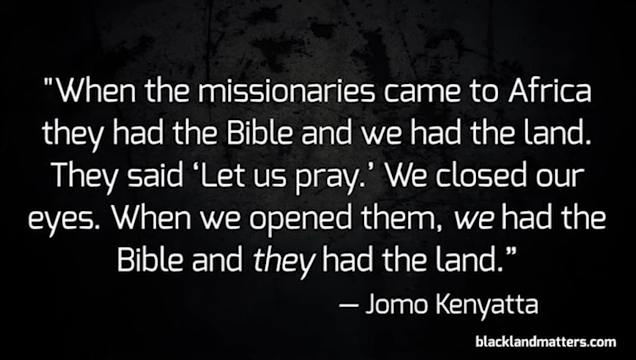 "When the missionaries came to Africa
they had the Bible and we had the land.
They said ‘Let us pray.’ We closed our
eyes. When we opened them, we had the
Bible and they had the land.”
— Jomo Kenyatta
blacklandmatters.com